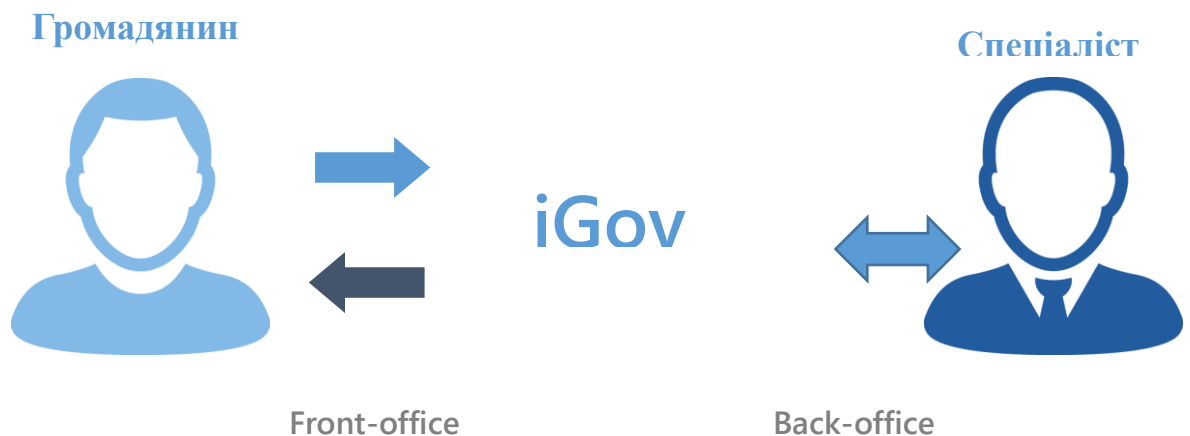 Громадянин
Спеціаліст
iGov
Front-office
Back-office